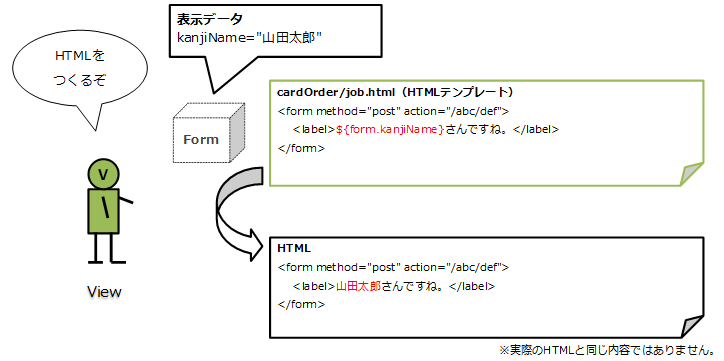 表示データ
kanjiName="山田太郎"
HTMLを
つくるぞ
Form
cardOrder/job.html（HTMLテンプレート）
<form method="post" action="/abc/def">
<label>${form.kanjiName}さんですね。</label>
</form>
V
View
HTML
<form method="post" action="/abc/def">
<label>山田太郎さんですね。</label>
</form>
※実際のHTMLと同じ内容ではありません。